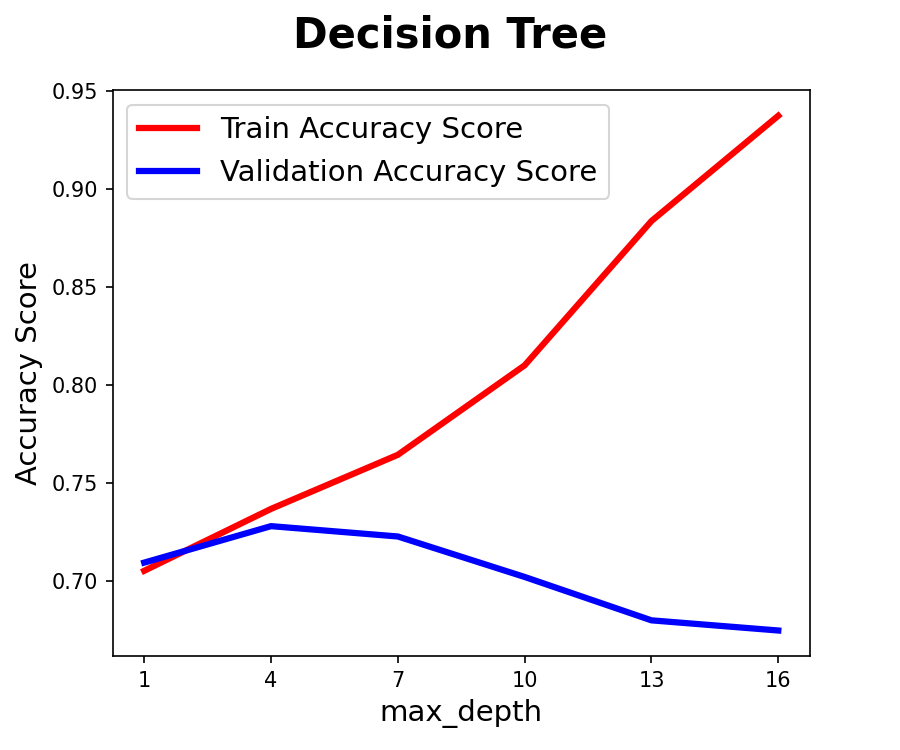 Decision Tree
Train Accuracy Score
Validation Accuracy Score
Accuracy Score
0.95
0.90
0.85
0.80
0.75
0.70
1 4 7 10 13 16
max_depth